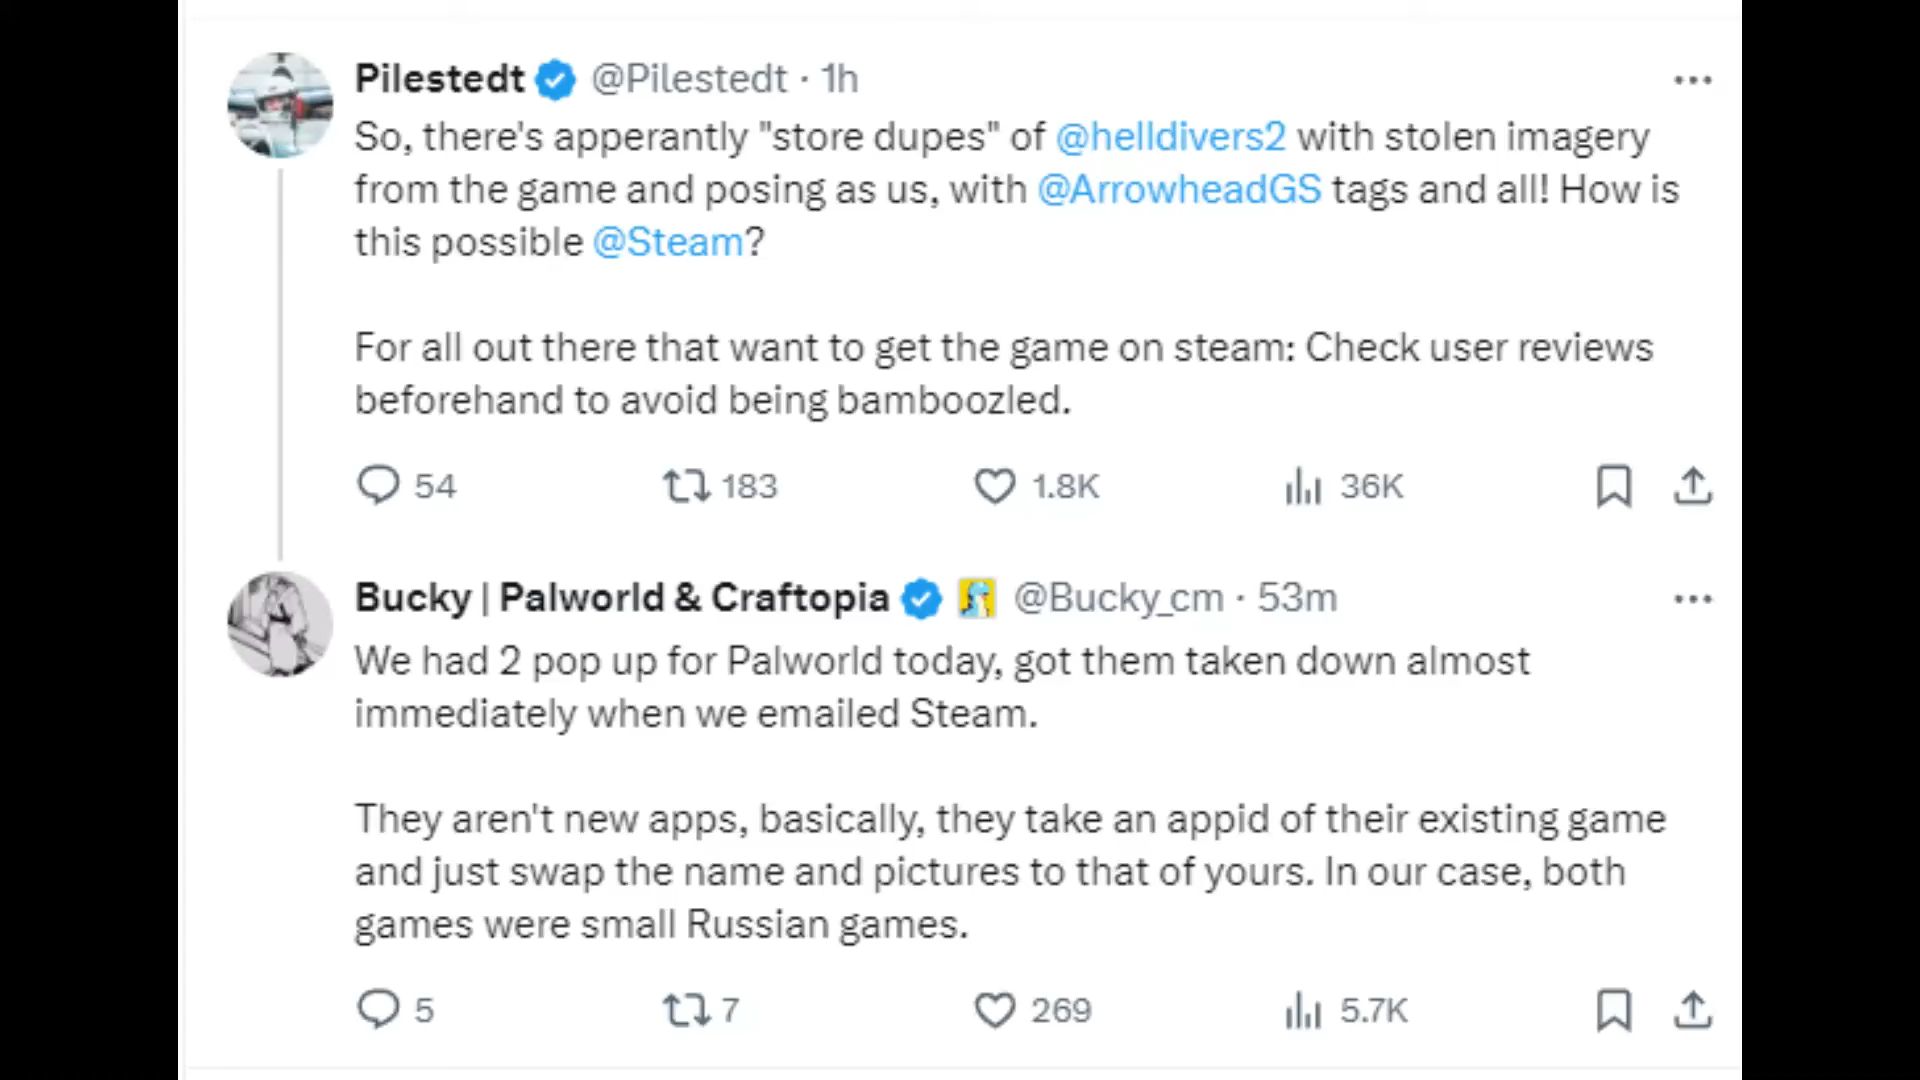 Pilestedt @Pilestedt · 1h
So, there's apperantly "store dupes" of @helldivers2 with stolen imagery
from the game and posing as us, with @ArrowheadGS tags and all! How is
this possible @Steam?
For all out there that want to get the game on steam: Check user reviews
beforehand to avoid being bamboozled.
54 183 1.8K 36K
Bucky | Palworld & Craftopia @Bucky_cm · 53m
We had 2 pop up for Palworld today, got them taken down almost
immediately when we emailed Steam.
They aren't new apps, basically, they take an appid of their existing game
and just swap the name and pictures to that of yours. In our case, both
games were small Russian games.
5 7 269 5.7K